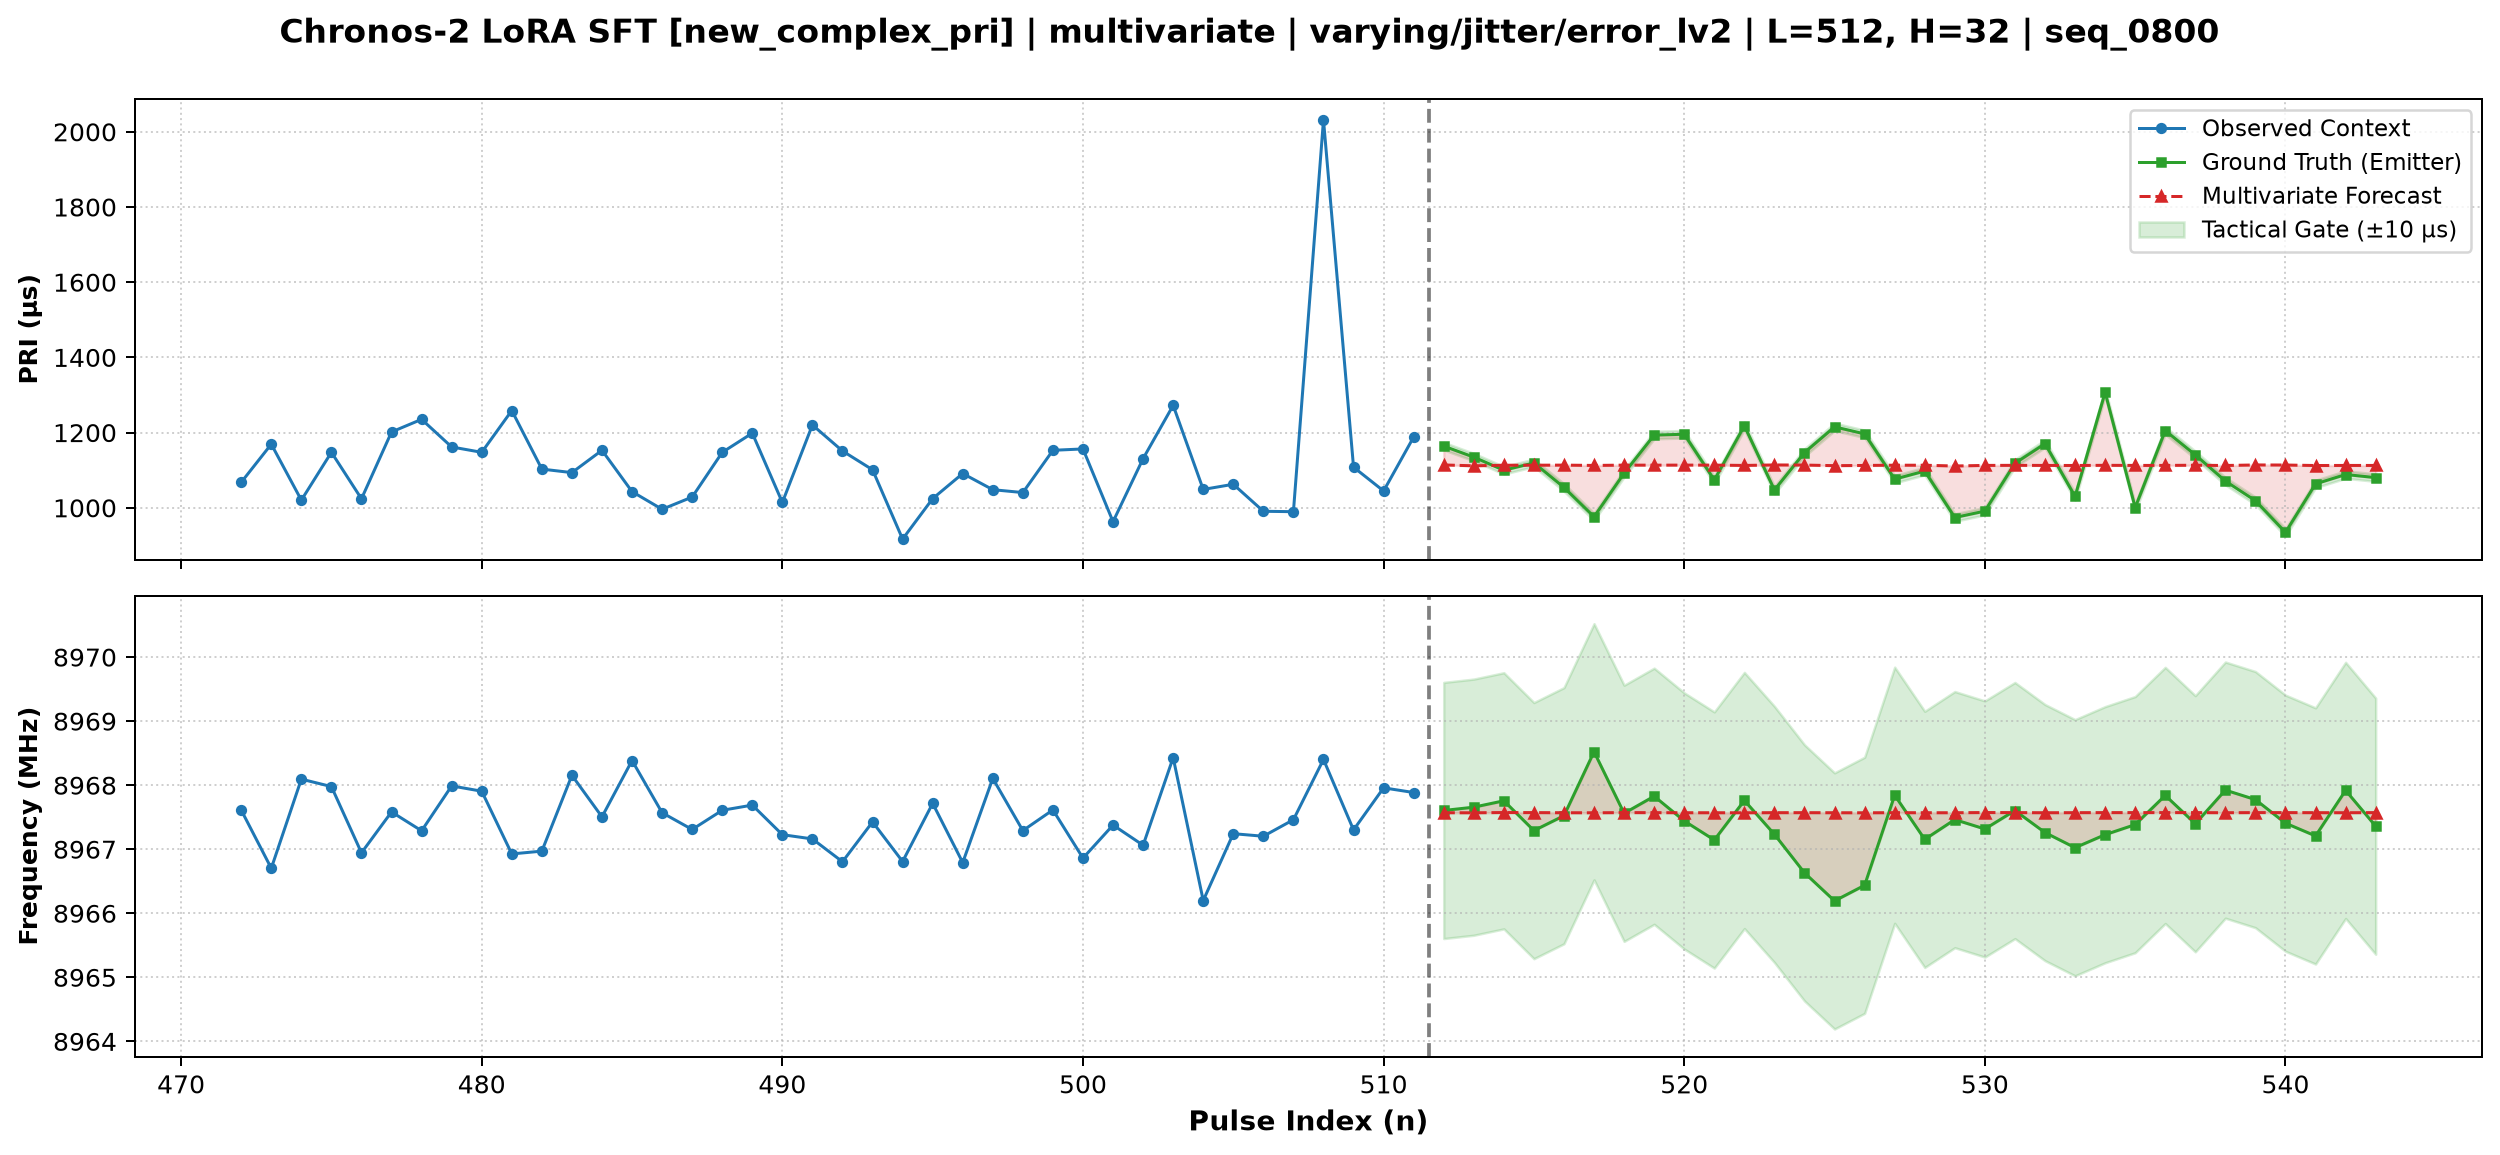 Chronos-2 LoRA SFT [new_complex_pri] | multivariate | varying/jitter/error_lv2 | L=512, H=32 | seq_0800
PRI (µs)
2000
1800
1600
1400
1200
1000
Observed Context
Ground Truth (Emitter)
Multivariate Forecast
Tactical Gate (±10 µs)
Frequency (MHz)
8970
8969
8968
8967
8966
8965
8964
470 480 490 500 510 520 530 540
Pulse Index (n)